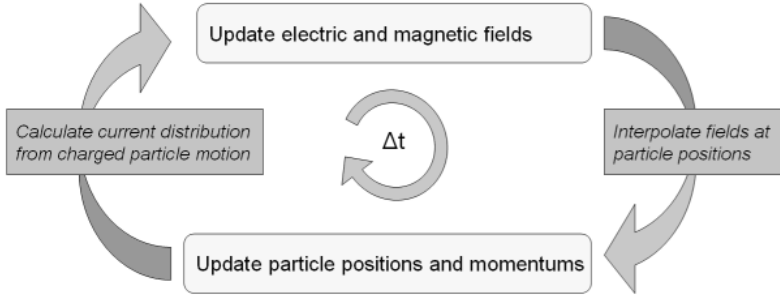 Update electric and magnetic fields
Calculate current distribution
from charged particle motion
Δt
Interpolate fields at
particle positions
Update particle positions and momentums